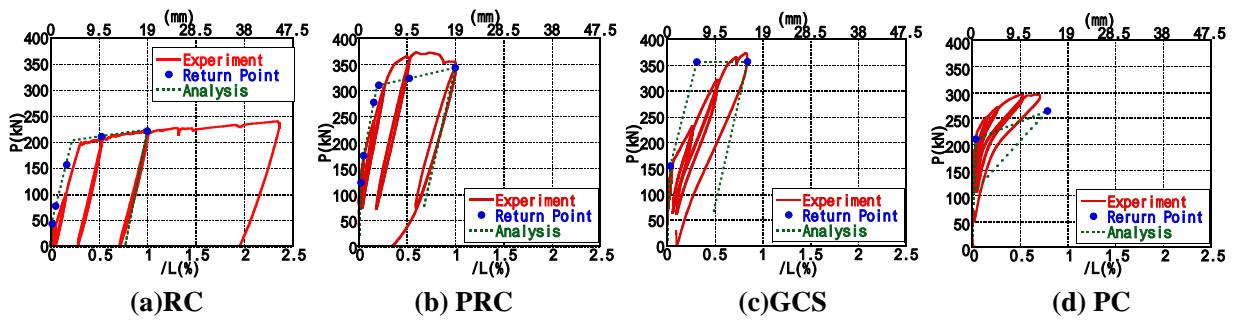 (mm)
0 9.5 19 28.5 38 47.5
400
350
300
250
200
150
100
50
0
P(kN)
Experiment
Return Point
Analysis
0 0.5 1 1.5 2 2.5
/L(%)
(a)RC
(mm)
0 9.5 19 28.5 38 47.5
400
350
300
250
200
150
100
50
0
P(kN)
Experiment
Return Point
Analysis
0 0.5 1 1.5 2 2.5
/L(%)
(b) PRC
(mm)
0 9.5 19 28.5 38 47.5
400
350
300
250
200
150
100
50
0
P(kN)
Experiment
Return Point
Analysis
0 0.5 1 1.5 2 2.5
/L(%)
(c)GCS
(mm)
0 9.5 19 28.5 38 47.5
400
350
300
250
200
150
100
50
0
P(kN)
Experiment
Return Point
Analysis
0 0.5 1 1.5 2 2.5
/L(%)
(d) PC